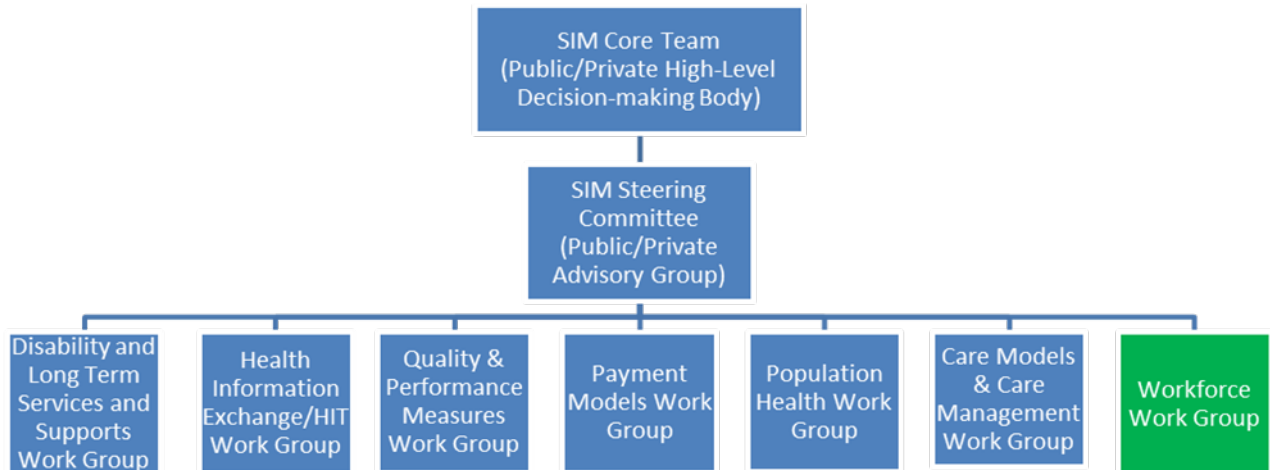 SIM Core Team
(Public/Private High-Level
Decision-making Body)
SIM Steering
Committee
(Public/Private
Advisory Group)
Disability and
Long Term
Services and
Supports
Work Group
Health
Information
Exchange/HIT
Work Group
Quality &
Performance
Measures
Work Group
Payment
Models Work
Group
Population
Health Work
Group
Care Models
& Care
Management
Work Group
Workforce
Work Group